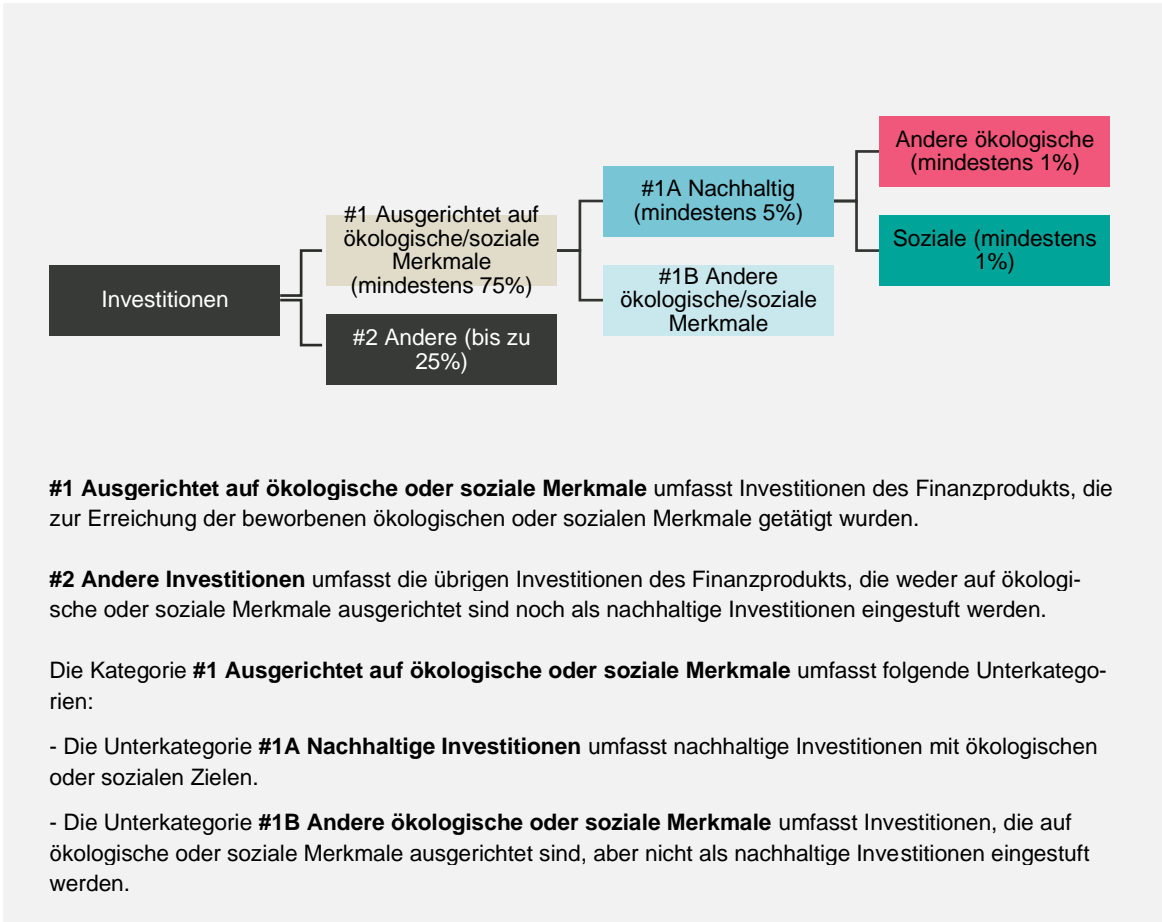 Investitionen
#1 Ausgerichtet auf
ökologische/soziale
Merkmale
(mindestens 75%)
#2 Andere (bis zu
25%)
#1A Nachhaltig
(mindestens 5%)
#1B Andere
ökologische/soziale
Merkmale
Andere ökologische
(mindestens 1%)
Soziale (mindestens
1%)
#1 Ausgerichtet auf ökologische oder soziale Merkmale umfasst Investitionen des Finanzprodukts, die
zur Erreichung der beworbenen ökologischen oder sozialen Merkmale getätigt wurden.
#2 Andere Investitionen umfasst die übrigen Investitionen des Finanzprodukts, die weder auf ökologi-
sche oder soziale Merkmale ausgerichtet sind noch als nachhaltige Investitionen eingestuft werden.
Die Kategorie #1 Ausgerichtet auf ökologische oder soziale Merkmale umfasst folgende Unterkatego-
rien:
- Die Unterkategorie #1A Nachhaltige Investitionen umfasst nachhaltige Investitionen mit ökologischen
oder sozialen Zielen.
- Die Unterkategorie #1B Andere ökologische oder soziale Merkmale umfasst Investitionen, die auf
ökologische oder soziale Merkmale ausgerichtet sind, aber nicht als nachhaltige Investitionen eingestuft
werden.